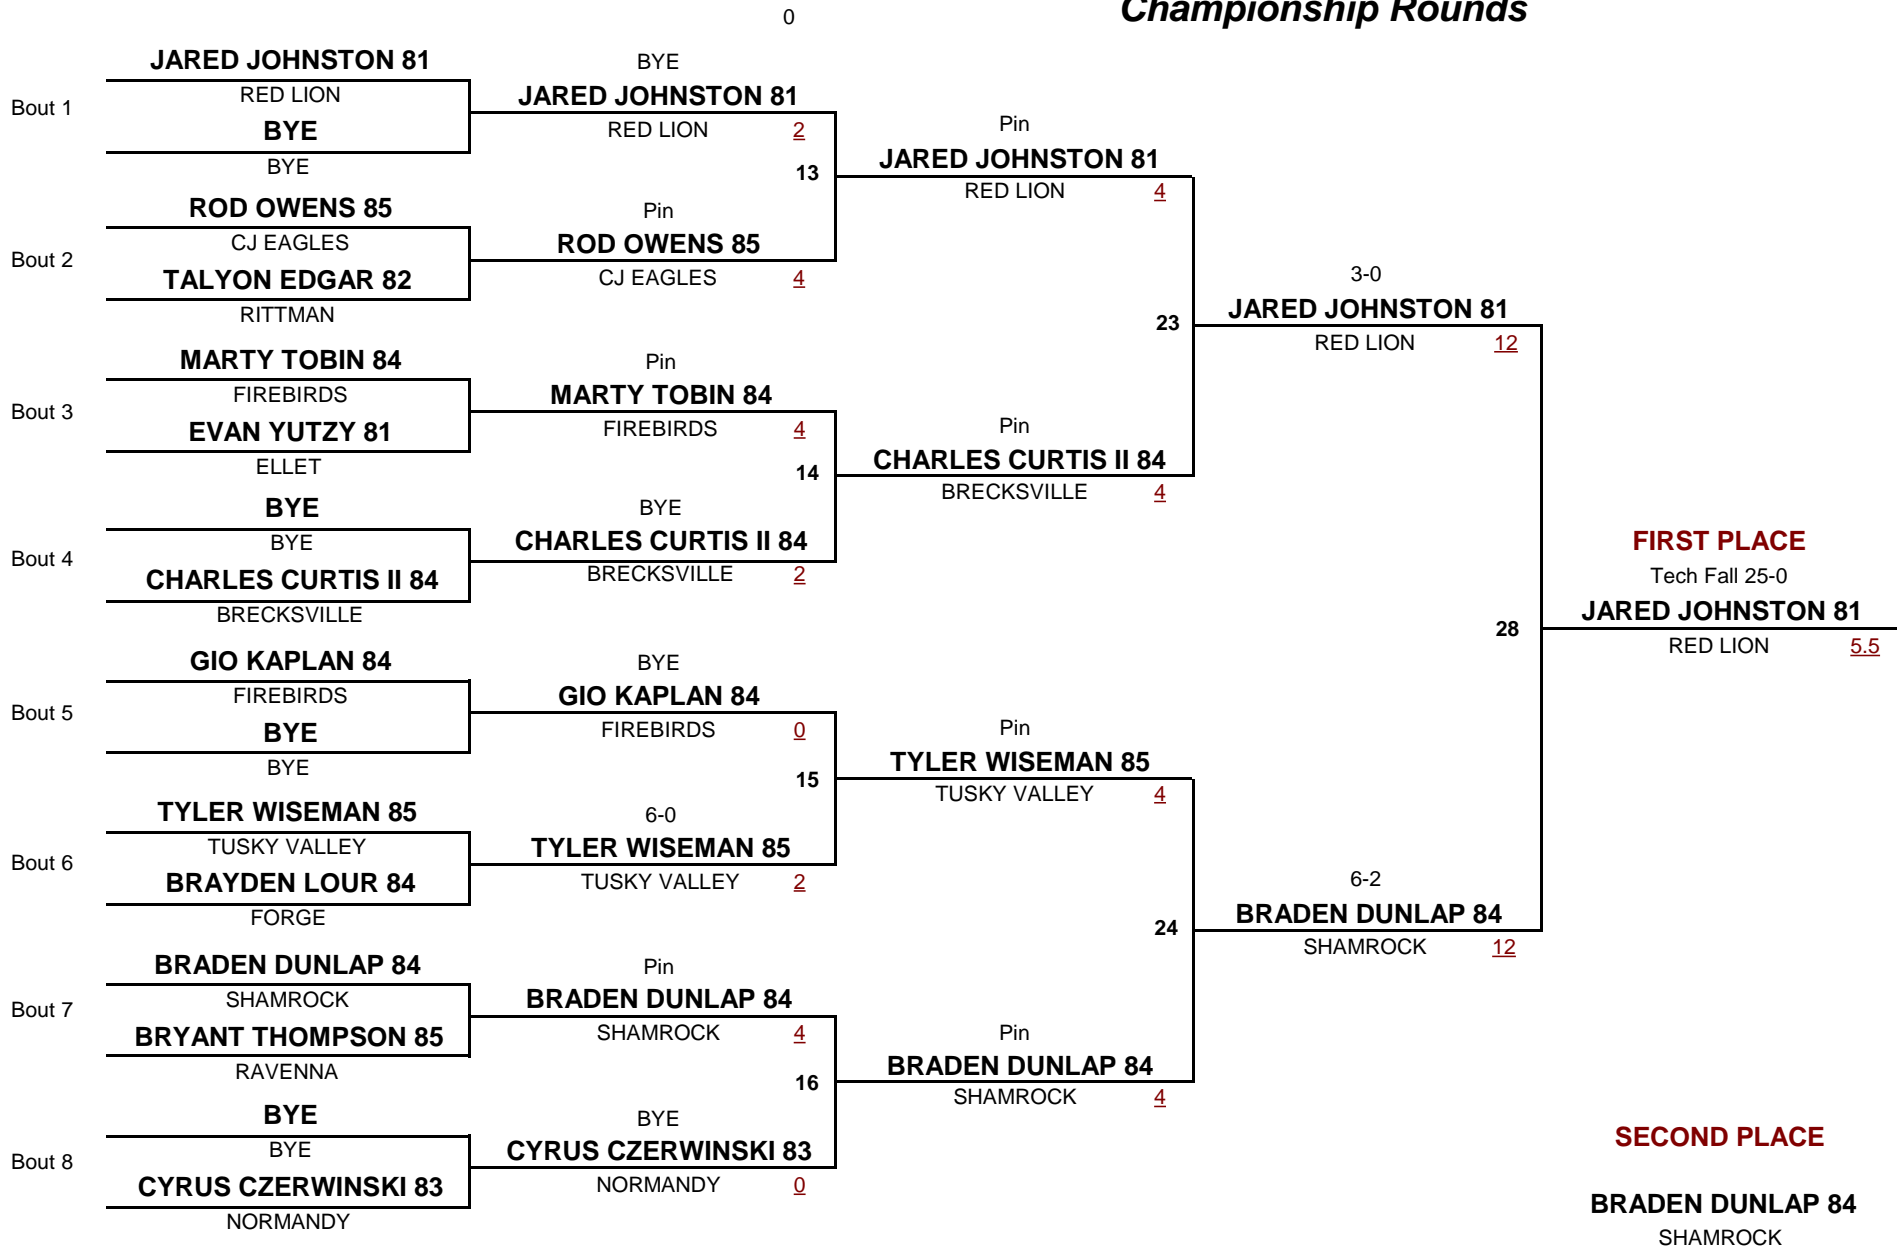 Championship Rounds
0
JARED JOHNSTON 81
RED LION
Bout 1
BYE
BYE
ROD OWENS 85
CJ EAGLES
Bout 2
TALYON EDGAR 82
RITTMAN
MARTY TOBIN 84
FIREBIRDS
Bout 3
EVAN YUTZY 81
ELLET
BYE
BYE
Bout 4
CHARLES CURTIS II 84
BRECKSVILLE
GIO KAPLAN 84
FIREBIRDS
Bout 5
BYE
BYE
TYLER WISEMAN 85
TUSKY VALLEY
Bout 6
BRAYDEN LOUR 84
FORGE
BRADEN DUNLAP 84
SHAMROCK
Bout 7
BRYANT THOMPSON 85
RAVENNA
BYE
BYE
Bout 8
CYRUS CZERWINSKI 83
NORMANDY
BYE
JARED JOHNSTON 81
RED LION 2
13
Pin
ROD OWENS 85
CJ EAGLES 4
Pin
MARTY TOBIN 84
FIREBIRDS 4
14
BYE
CHARLES CURTIS II 84
BRECKSVILLE 2
BYE
GIO KAPLAN 84
FIREBIRDS 0
15
6-0
TYLER WISEMAN 85
TUSKY VALLEY 2
Pin
BRADEN DUNLAP 84
SHAMROCK 4
16
BYE
CYRUS CZERWINSKI 83
NORMANDY 0
Pin
JARED JOHNSTON 81
RED LION 4
23
Pin
CHARLES CURTIS II 84
BRECKSVILLE 4
Pin
TYLER WISEMAN 85
TUSKY VALLEY 4
24
Pin
BRADEN DUNLAP 84
SHAMROCK 4
3-0
JARED JOHNSTON 81
RED LION 12
28
6-2
BRADEN DUNLAP 84
SHAMROCK 12
FIRST PLACE
Tech Fall 25-0
JARED JOHNSTON 81
RED LION 5.5
SECOND PLACE
BRADEN DUNLAP 84
SHAMROCK